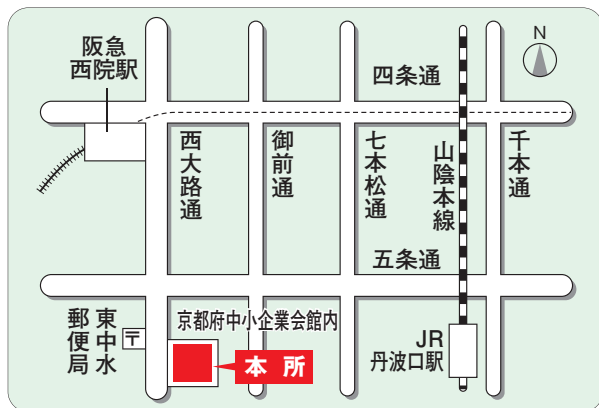 阪急
西院駅
N
四条通
西大路通
御前通
七本松通
山陰本線
千本通
五条通
東中水
郵便局
〒
京都府中小企業会館内
本所
JR
丹波口駅